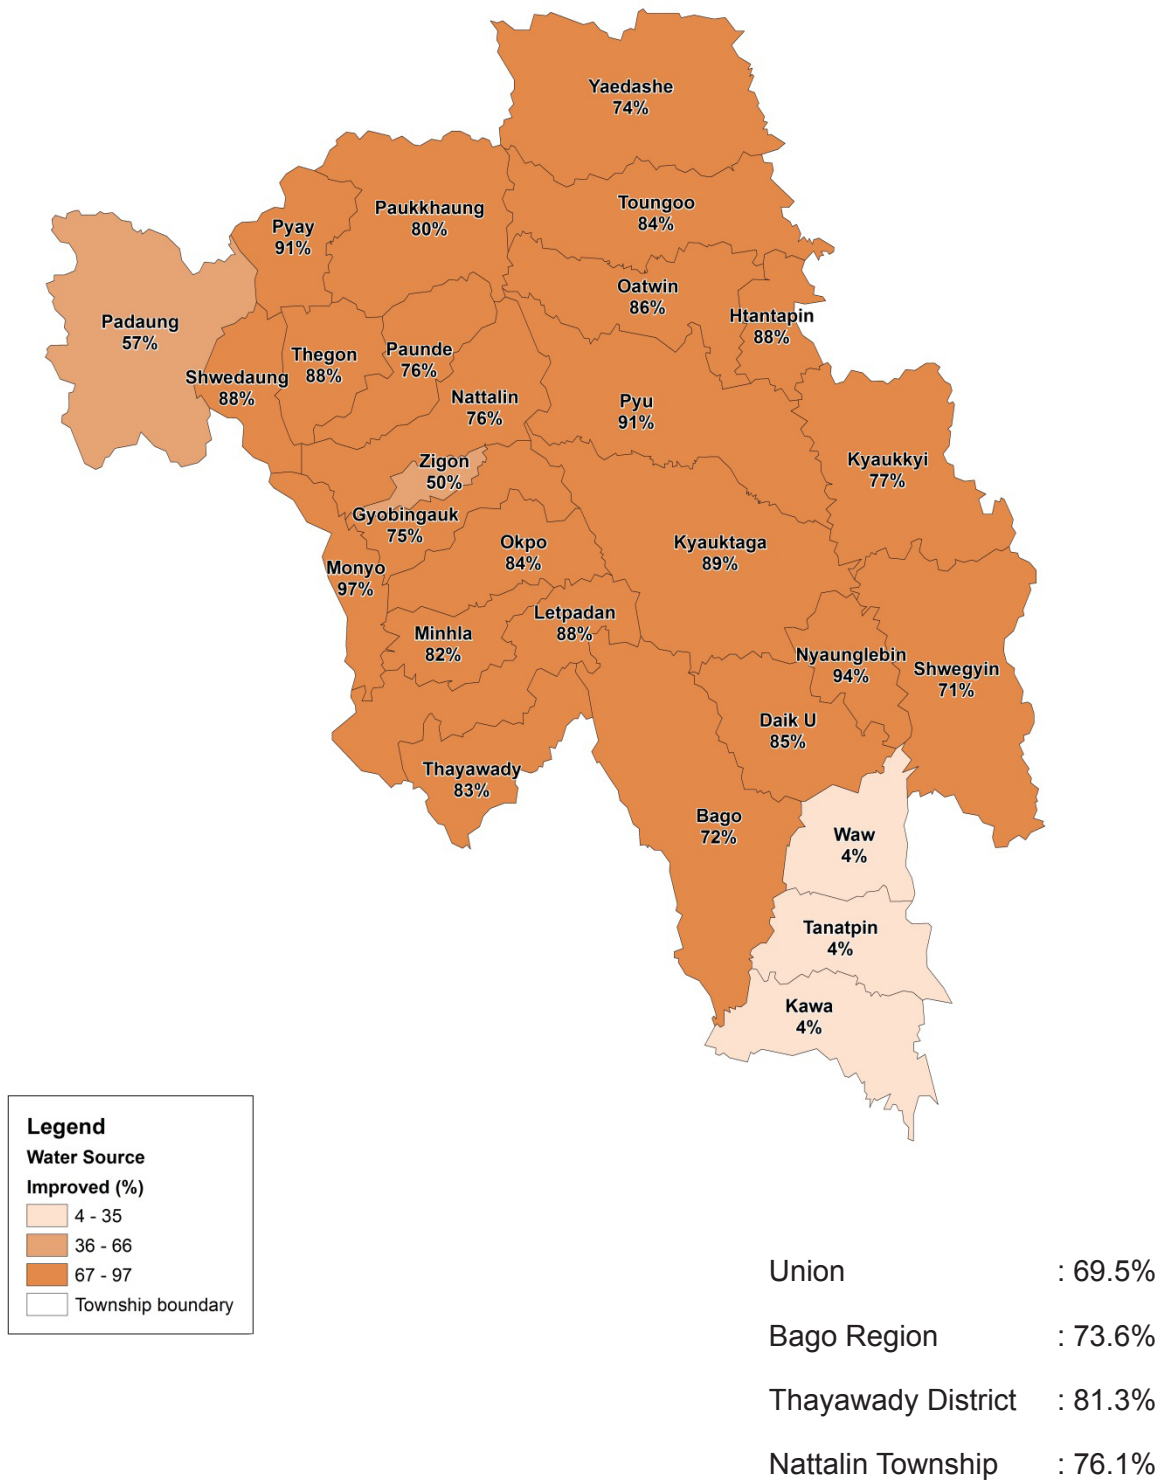 Yaedashe
74%
Paukkhaung
80%
Toungoo
84%
Pyay
91%
Oatwin
86%
Htantapin
88%
Padaung
57%
Thegon
88%
Paunde
76%
Shwedaung
88%
Nattalin
76%
Pyu
91%
Kyaukkyi
77%
Zigon
50%
Gyobingauk
75%
Okpo
84%
Kyauktaga
89%
Monyo
97%
Letpadan
88%
Minhla
82%
Nyaunglebin
94%
Shwegyin
71%
Daik U
85%
Thayawady
83%
Bago
72%
Waw
4%
Tanatpin
4%
Kawa
4%
Legend
Water Source
Improved (%)
4 - 35
36 - 66
67 - 97
Township boundary
Union : 69.5%
Bago Region : 73.6%
Thayawady District : 81.3%
Nattalin Township : 76.1%